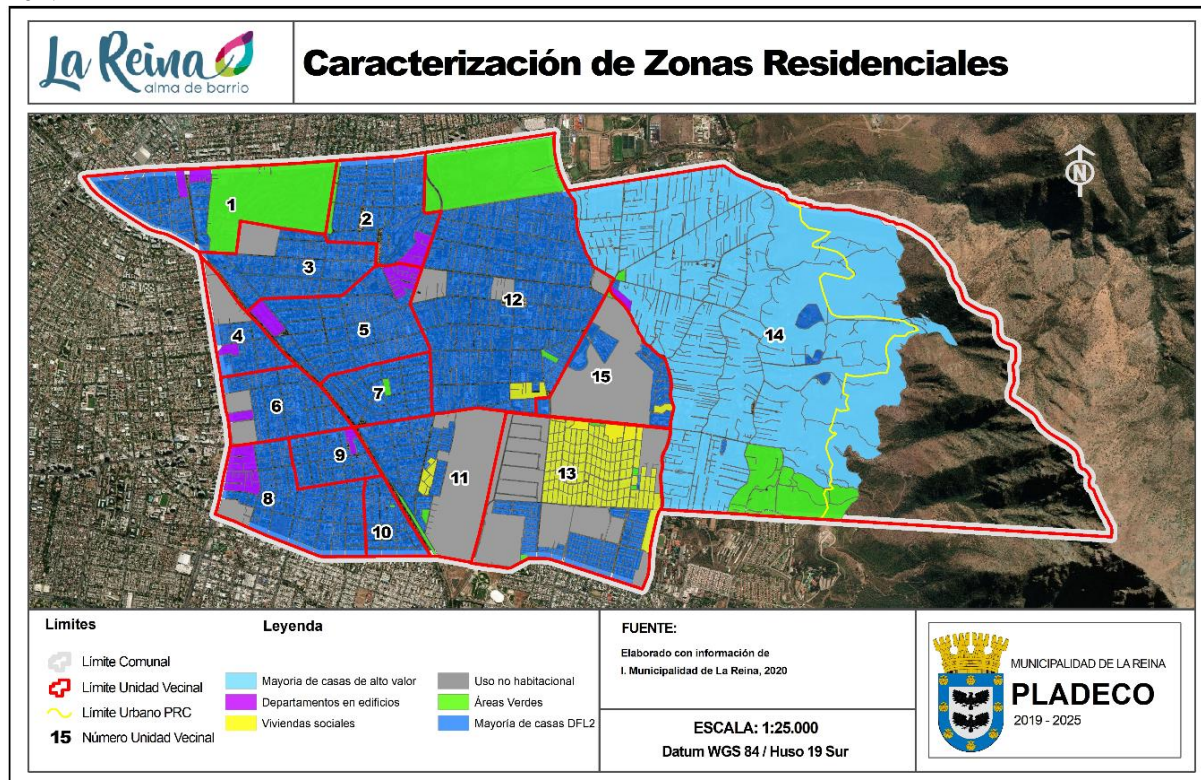 La Reina
alma de barrio
Caracterización de Zonas Residenciales
N
1
2
3
12
4
5
14
15
7
6
9
11
13
8
10
Límites
Límite Comunal
Límite Unidad Vecinal
Límite Urbano PRC
15 Número Unidad Vecinal
Leyenda
Mayoria de casas de alto valor
Departamentos en edificios
Viviendas sociales
Uso no habitacional
Áreas Verdes
Mayoría de casas DFL2
FUENTE:
Elaborado con información de
I. Municipalidad de La Reina, 2020
ESCALA: 1:25.000
Datum WGS 84 / Huso 19 Sur
MUNICIPALIDAD DE LA REINA
PLADECO
2019 - 2025